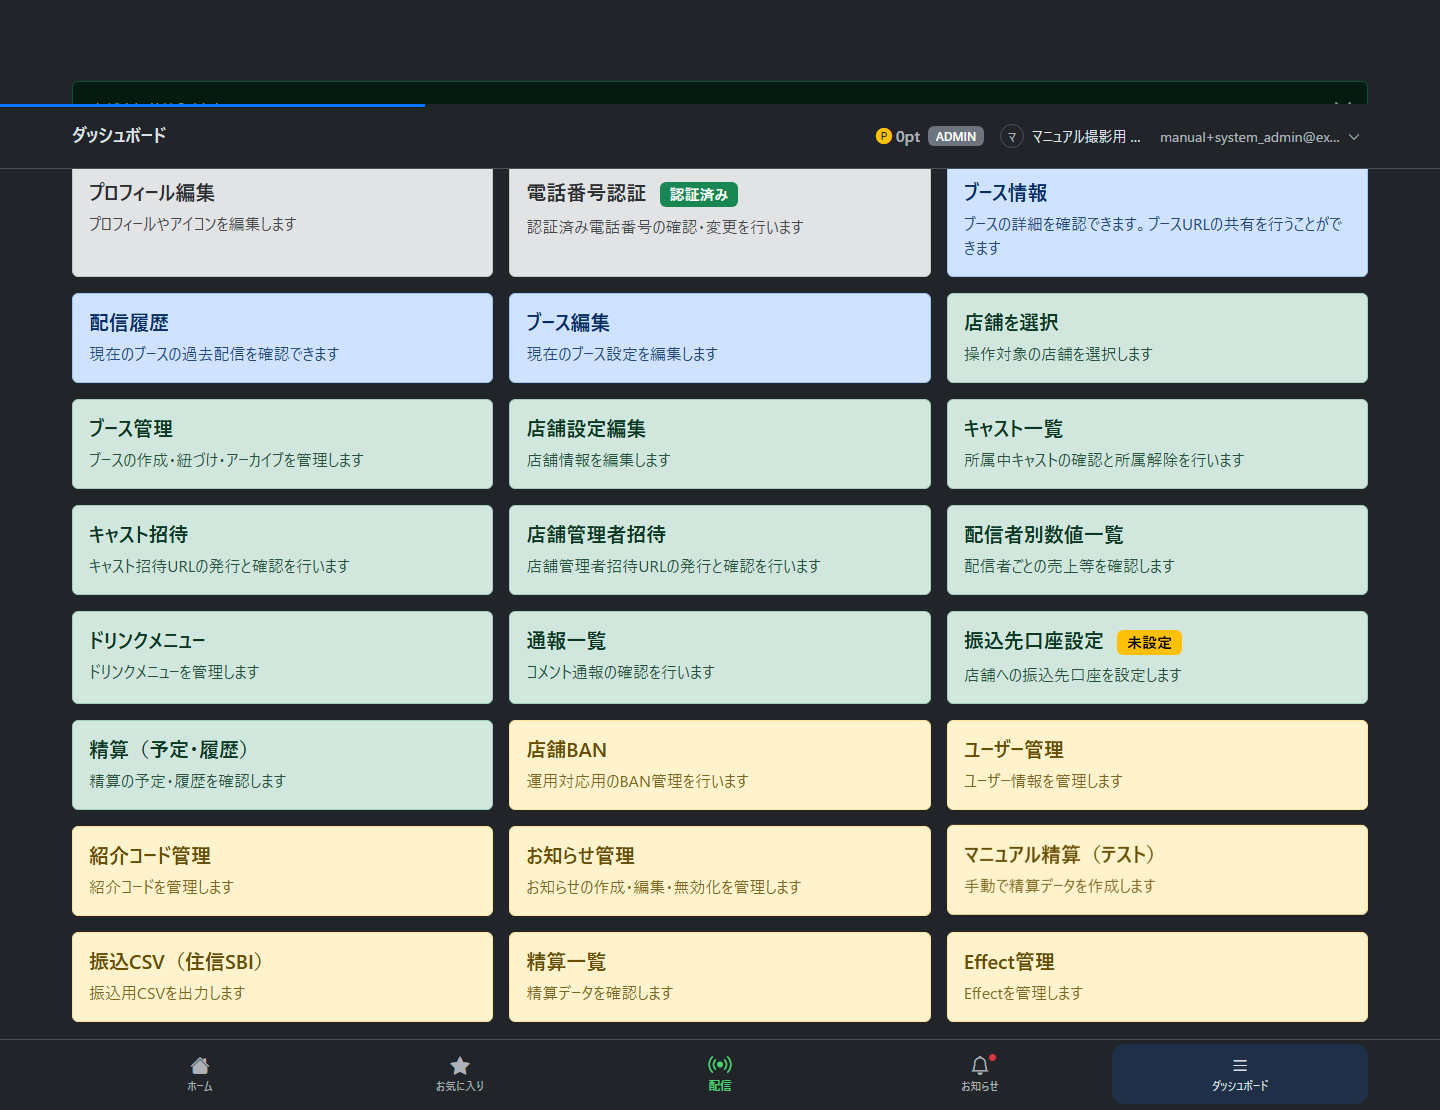 ダッシュボード
0pt ADMIN マ マニュアル撮影用 ... manual+system_admin@ex...
プロフィール編集
プロフィールやアイコンを編集します
電話番号認証 認証済み
認証済み電話番号の確認・変更を行います
ブース情報
ブースの詳細を確認できます。ブースURLの共有を行うことがで
きます
配信履歴
現在のブースの過去配信を確認できます
ブース編集
現在のブース設定を編集します
店舗を選択
操作対象の店舗を選択します
ブース管理
ブースの作成・紐づけ・アーカイブを管理します
店舗設定編集
店舗情報を編集します
キャスト一覧
所属中キャストの確認と所属解除を行います
キャスト招待
キャスト招待URLの発行と確認を行います
店舗管理者招待
店舗管理者招待URLの発行と確認を行います
配信者別数値一覧
配信者ごとの売上等を確認します
ドリンクメニュー
ドリンクメニューを管理します
通報一覧
コメント通報の確認を行います
振込先口座設定 未設定
店舗への振込先口座を設定します
精算（予定・履歴）
精算の予定・履歴を確認します
店舗BAN
運用対応用のBAN管理を行います
ユーザー管理
ユーザー情報を管理します
紹介コード管理
紹介コードを管理します
お知らせ管理
お知らせの作成・編集・無効化を管理します
マニュアル精算（テスト）
手動で精算データを作成します
振込CSV（住信SBI）
振込用CSVを出力します
精算一覧
精算データを確認します
Effect管理
Effectを管理します
ホーム
お気に入り
配信
お知らせ
ダッシュボード